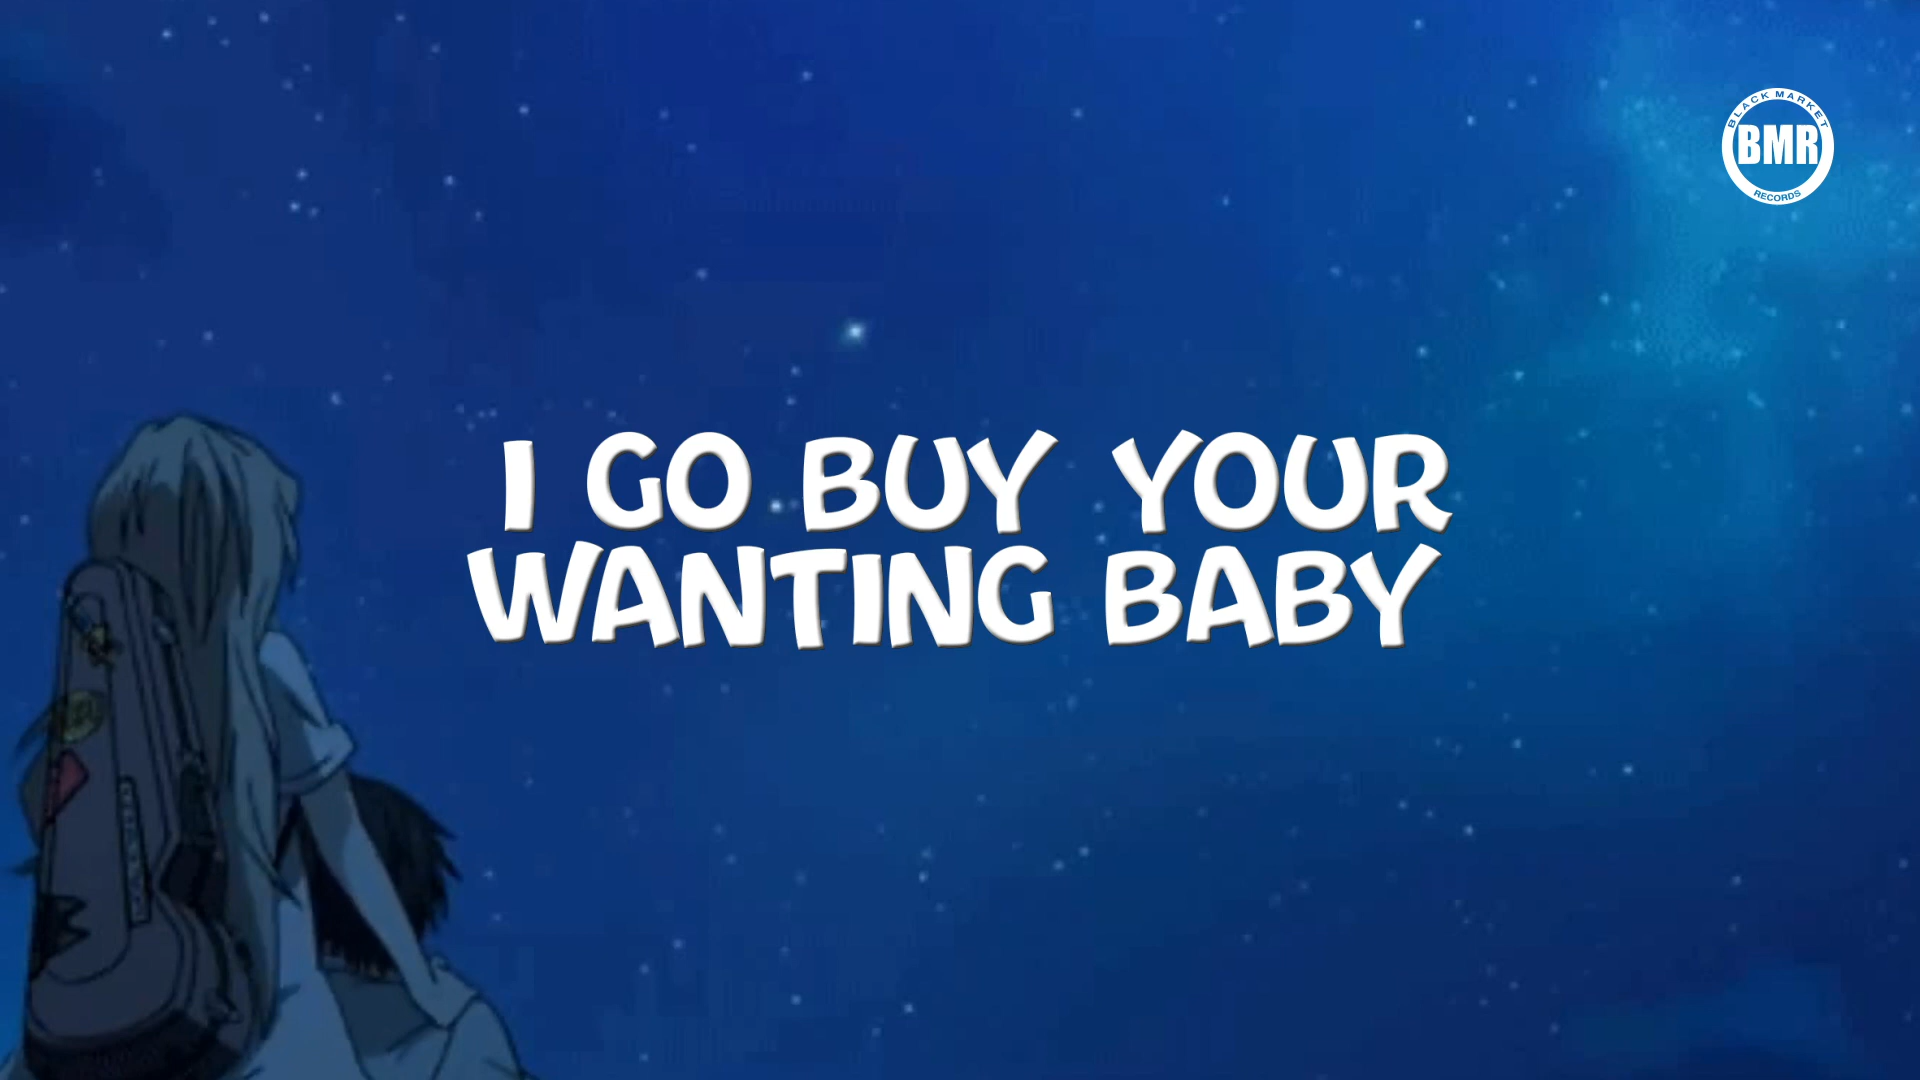 BLACK MARKET
BMR
RECORDS
I GO BUY YOUR
WANTING BABY